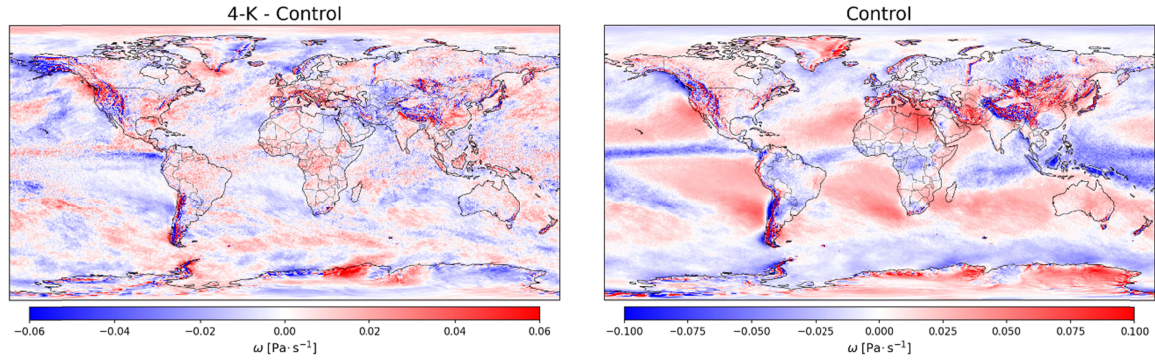 4-K - Control
−0.06 −0.04 −0.02 0.00 0.02 0.04 0.06
ω [Pa·s⁻¹]
Control
−0.100 −0.075 −0.050 −0.025 0.000 0.025 0.050 0.075 0.100
ω [Pa·s⁻¹]